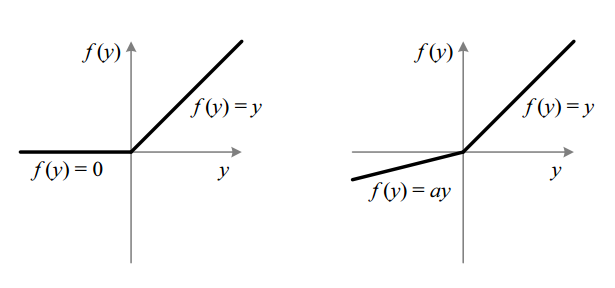 f(y)
f(y) = y
f(y) = 0
y
f(y)
f(y) = y
f(y) = ay
y